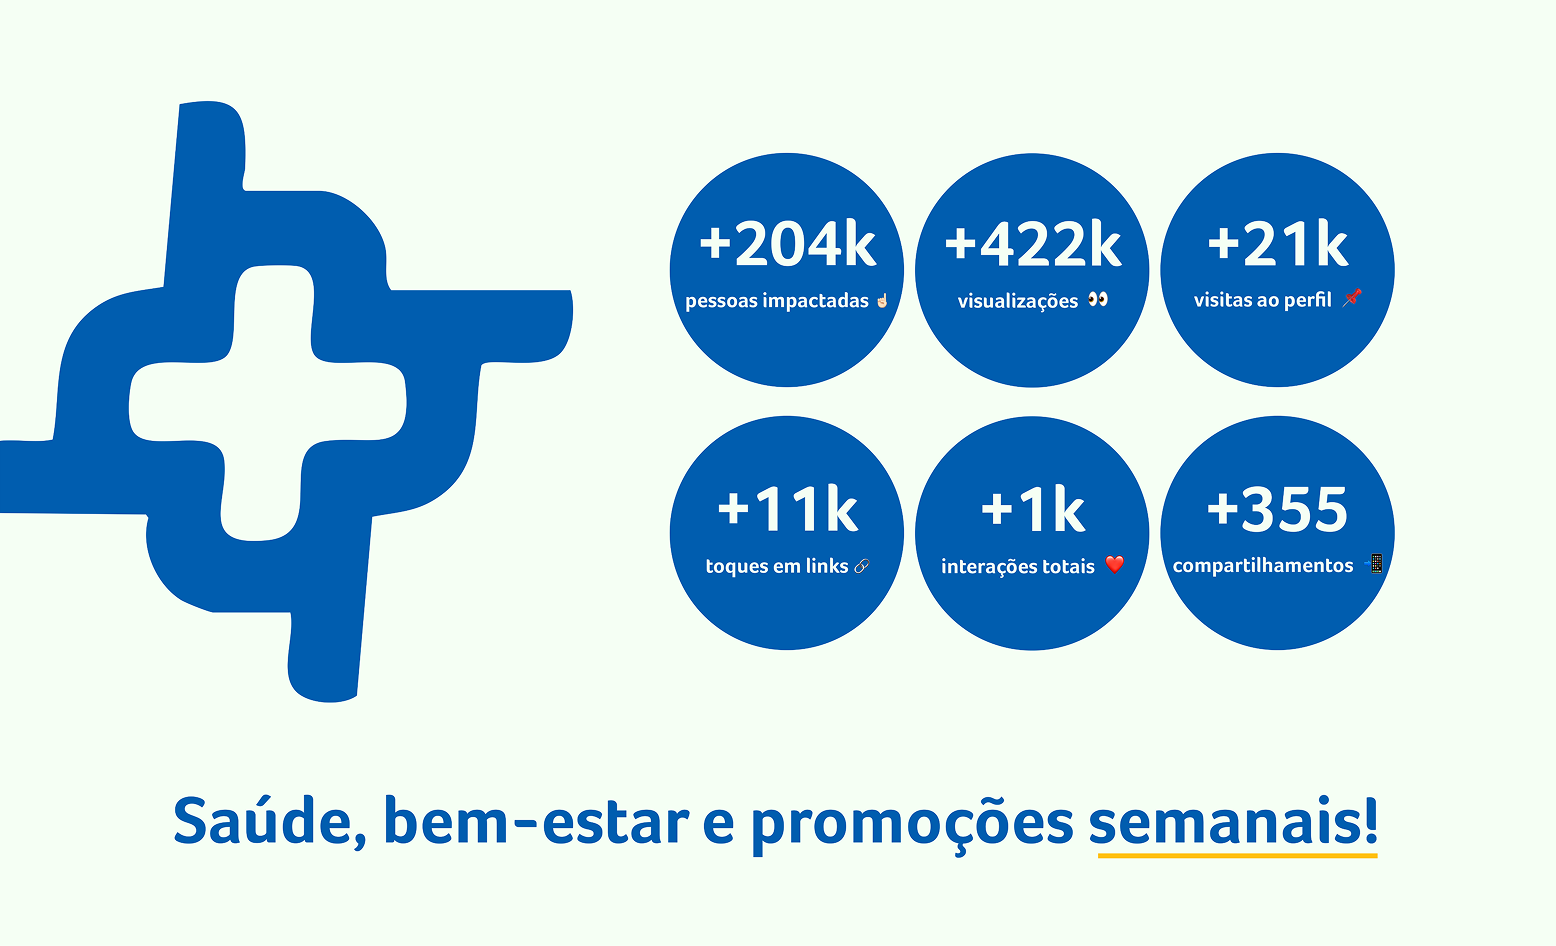 +204k
pessoas impactadas ☝🏻
+422k
visualizações 👀
+21k
visitas ao perfil 📌
+11k
toques em links 🔗
+1k
interações totais ❤️
+355
compartilhamentos 📲
Saúde, bem-estar e promoções semanais!